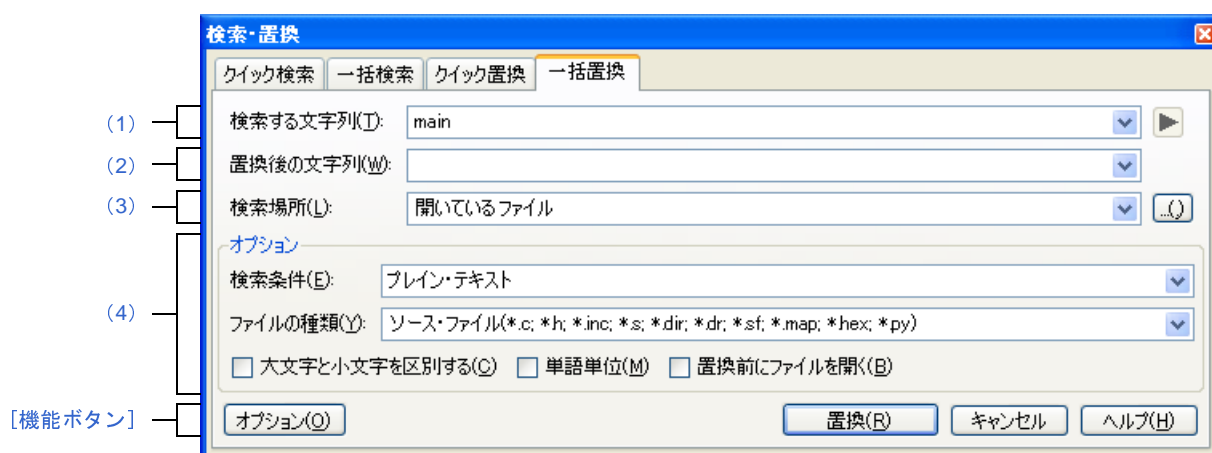 検索・置換
クイック検索 一括検索 クイック置換 一括置換
(1) 検索する文字列(T): main
(2) 置換後の文字列(W):
(3) 検索場所(L): 開いているファイル ...()
オプション
検索条件(E): プレイン・テキスト
(4) ファイルの種類(Y): ソース・ファイル(*.c; *.h; *.inc; *.s; *.dir; *.dr; *.sf; *.map; *.hex; *.py)
大文字と小文字を区別する(C) 単語単位(M) 置換前にファイルを開く(B)
[機能ボタン] オプション(O) 置換(R) キャンセル ヘルプ(H)